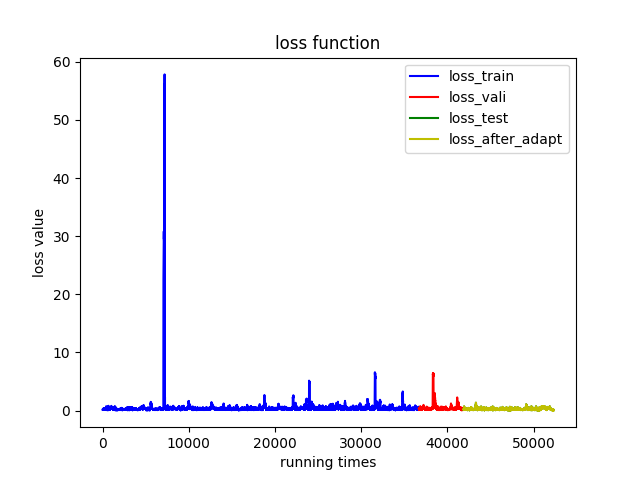 loss function
60
50
40
30
20
10
0
loss value
loss_train
loss_vali
loss_test
loss_after_adapt
0 10000 20000 30000 40000 50000
running times